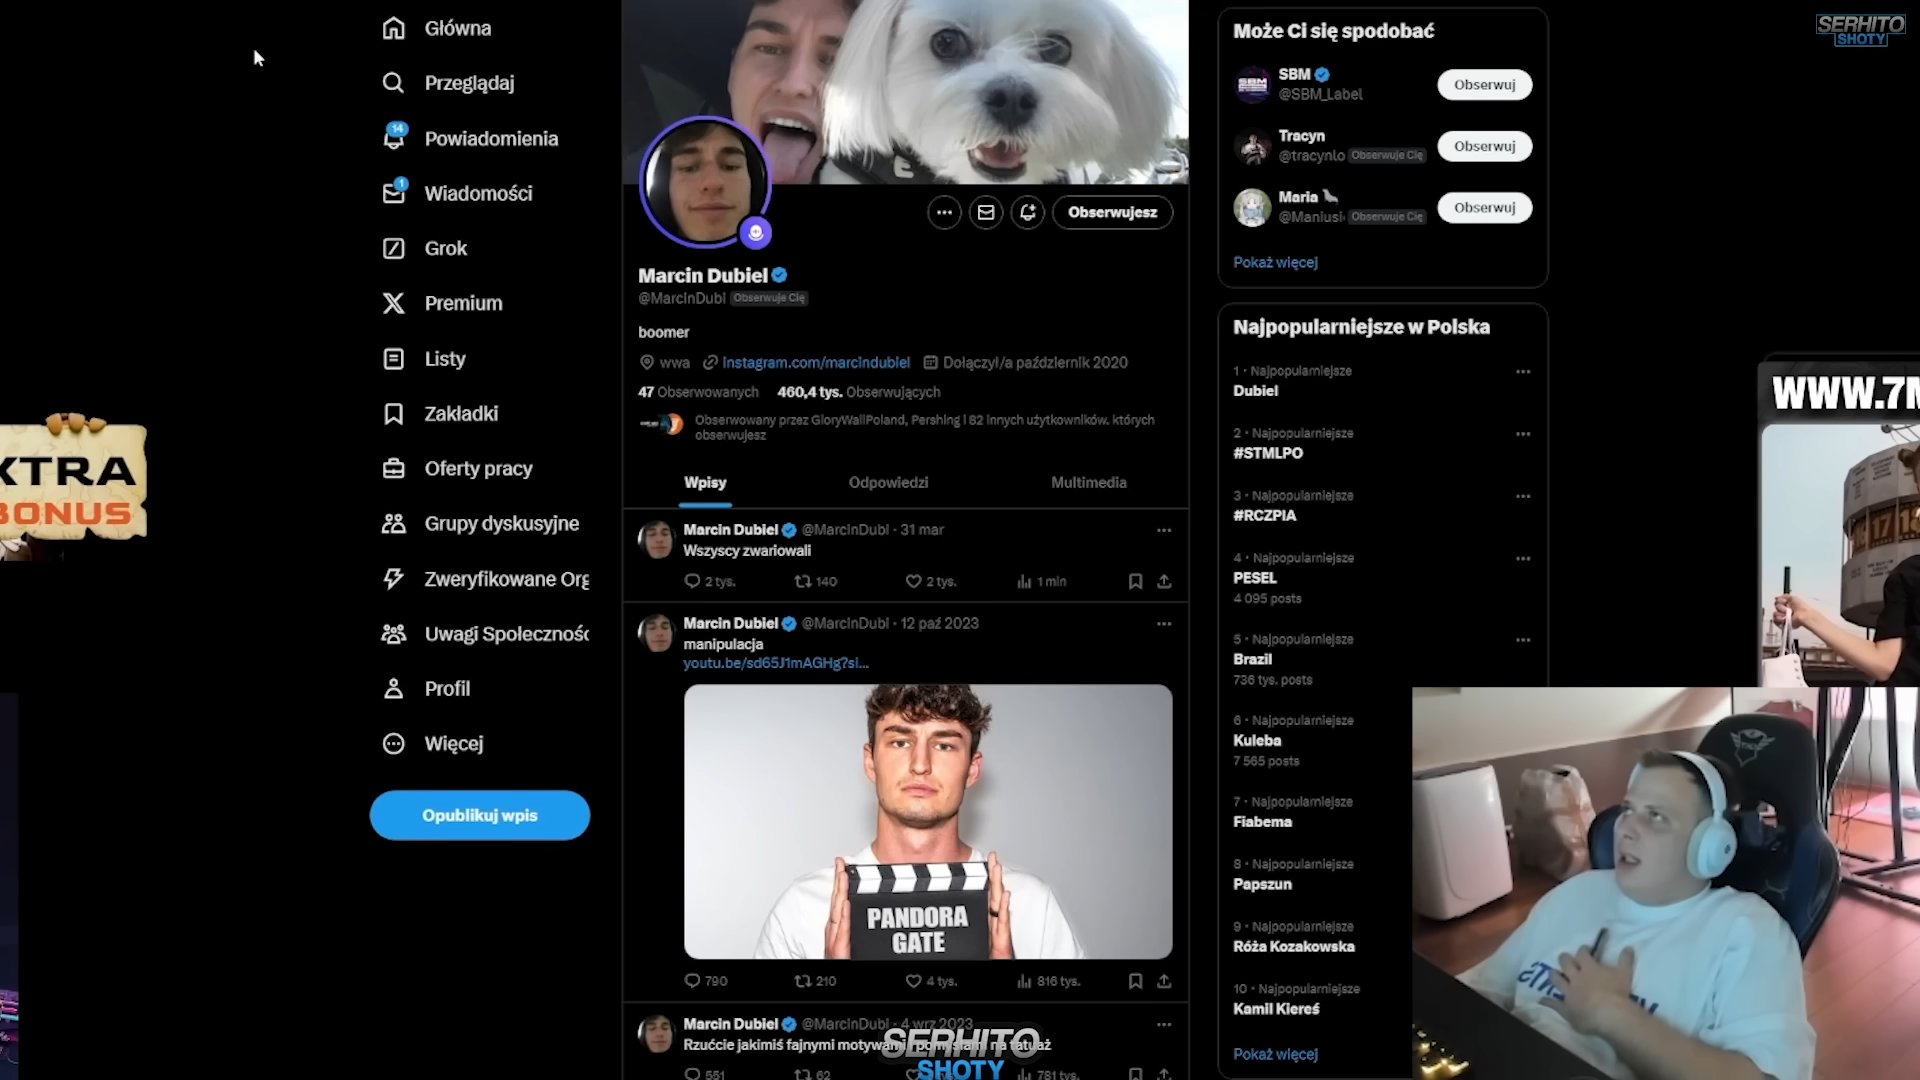 Główna
Przeglądaj
14
Powiadomienia
1
Wiadomości
Grok
Premium
Listy
Zakładki
Oferty pracy
Grupy dyskusyjne
Zweryfikowane Org
Uwagi Społecznośc
Profil
Więcej
Opublikuj wpis
XTRA
BONUS
Obserwujesz
Marcin Dubiel
@MarcinDubi Obserwuje Cię
boomer
wwa instagram.com/marcindubiel Dołączył/a październik 2020
47 Obserwowanych 460,4 tys. Obserwujących
Obserwowany przez GloryWallPoland, Pershing i 82 innych użytkowników, których
obserwujesz
Wpisy Odpowiedzi Multimedia
Marcin Dubiel @MarcinDubi · 31 mar
Wszyscy zwariowali
2 tys. 140 2 tys. 1 mln
Marcin Dubiel @MarcinDubi · 12 paź 2023
manipulacja
youtu.be/sd65J1mAGHg?si...
PANDORA
GATE
790 210 4 tys. 816 tys.
Marcin Dubiel @MarcinDubi · 4 wrz 2023
Rzućcie jakimiś fajnymi motywami, pomysłami na tatuaż
551 62 781 tys.
SERHITO
SHOTY
Może Ci się spodobać
SBM
@SBM_Label
Obserwuj
Tracyn
@tracynlo Obserwuje Cię
Obserwuj
Maria
@Maniusi Obserwuje Cię
Obserwuj
Pokaż więcej
Najpopularniejsze w Polska
1 · Najpopularniejsze
Dubiel
2 · Najpopularniejsze
#STMLPO
3 · Najpopularniejsze
#RCZPIA
4 · Najpopularniejsze
PESEL
4 095 posts
5 · Najpopularniejsze
Brazil
736 tys. posts
6 · Najpopularniejsze
Kuleba
7 565 posts
7 · Najpopularniejsze
Fiabema
8 · Najpopularniejsze
Papszun
9 · Najpopularniejsze
Róża Kozakowska
10 · Najpopularniejsze
Kamil Kiereś
Pokaż więcej
SERHITO
SHOTY
WWW.7M